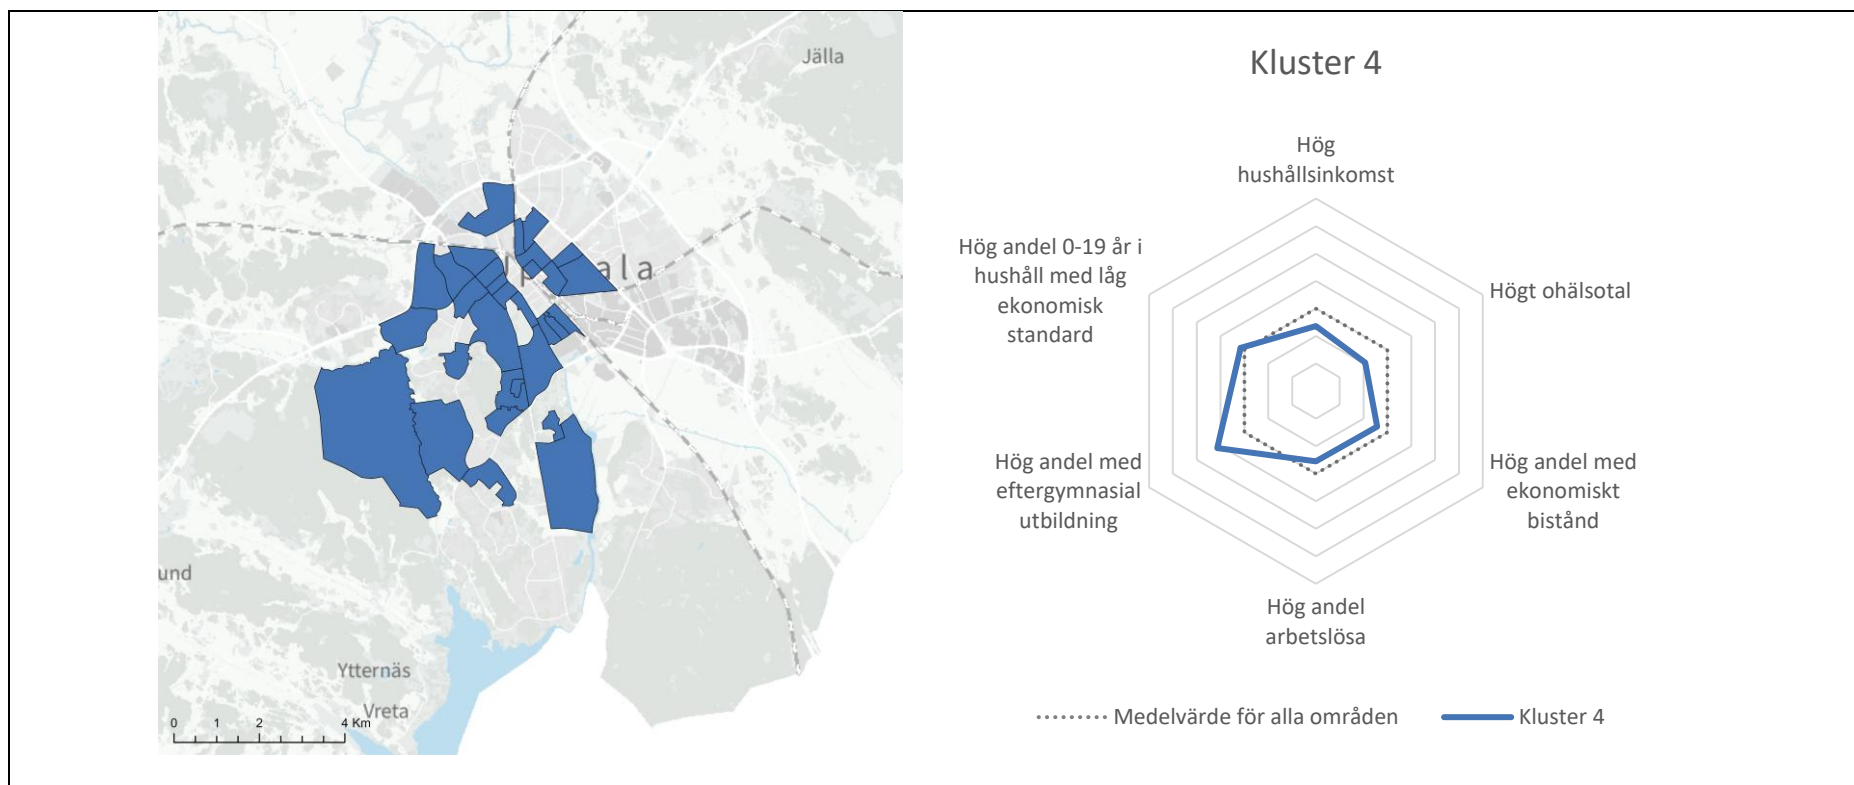 Jälla
Uppsala
und
Ytternäs
Vreta
0 1 2 4 Km
Kluster 4
Hög
hushållsinkomst
Högt ohälsotal
Hög andel med
ekonomiskt
bistånd
Hög andel
arbetslösa
Hög andel med
eftergymnasial
utbildning
Hög andel 0-19 år i
hushåll med låg
ekonomisk
standard
Medelvärde för alla områden
Kluster 4